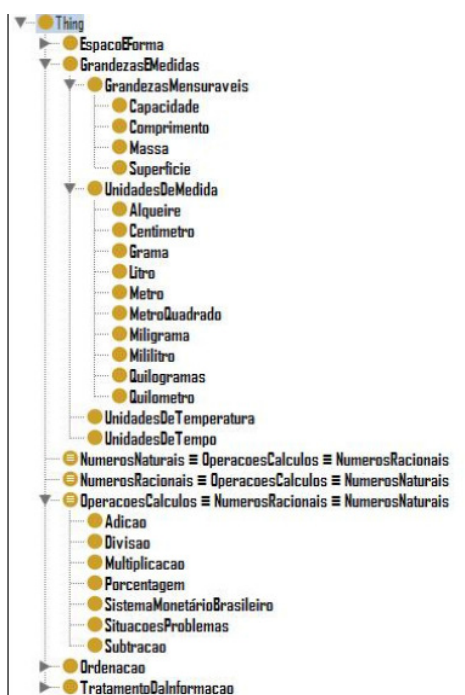 Thing
EspacoEForma
GrandezasEMedidas
GrandezasMensuraveis
Capacidade
Comprimento
Massa
Superficie
UnidadesDeMedida
Alqueire
Centimetro
Grama
Litro
Metro
MetroQuadrado
Miligrama
Mililitro
Quilogramas
Quilometro
UnidadesDeTemperatura
UnidadesDeTempo
NumerosNaturais ≡ OperacoesCalculos ≡ NumerosRacionais
NumerosRacionais ≡ OperacoesCalculos ≡ NumerosNaturais
OperacoesCalculos ≡ NumerosRacionais ≡ NumerosNaturais
Adicao
Divisao
Multiplicacao
Porcentagem
SistemaMonetárioBrasileiro
SituacoesProblemas
Subtracao
Ordenacao
TratamentoDaInformacao